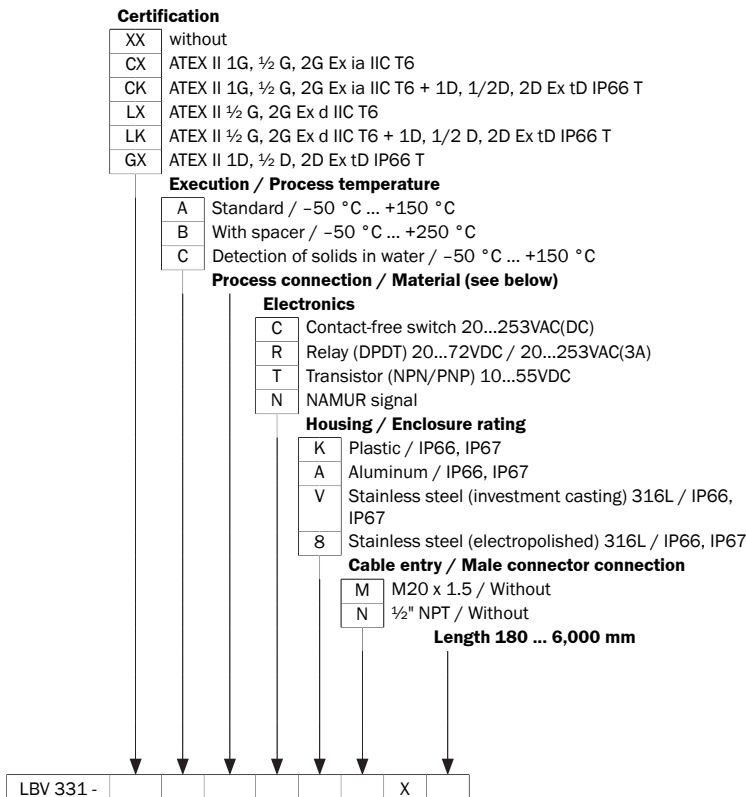 Certification
XX without
CX ATEX II 1G, ½ G, 2G Ex ia IIC T6
CK ATEX II 1G, ½ G, 2G Ex ia IIC T6 + 1D, 1/2D, 2D Ex tD IP66 T
LX ATEX II ½ G, 2G Ex d IIC T6
LK ATEX II ½ G, 2G Ex d IIC T6 + 1D, 1/2 D, 2D Ex tD IP66 T
GX ATEX II 1D, ½ D, 2D Ex tD IP66 T
Execution / Process temperature
A Standard / –50 °C ... +150 °C
B With spacer / –50 °C ... +250 °C
C Detection of solids in water / –50 °C ... +150 °C
Process connection / Material (see below)
Electronics
C Contact-free switch 20...253VAC(DC)
R Relay (DPDT) 20...72VDC / 20...253VAC(3A)
T Transistor (NPN/PNP) 10...55VDC
N NAMUR signal
Housing / Enclosure rating
K Plastic / IP66, IP67
A Aluminum / IP66, IP67
V Stainless steel (investment casting) 316L / IP66,
IP67
8 Stainless steel (electropolished) 316L / IP66, IP67
Cable entry / Male connector connection
M M20 x 1.5 / Without
N ½" NPT / Without
Length 180 ... 6,000 mm
LBV 331 - X